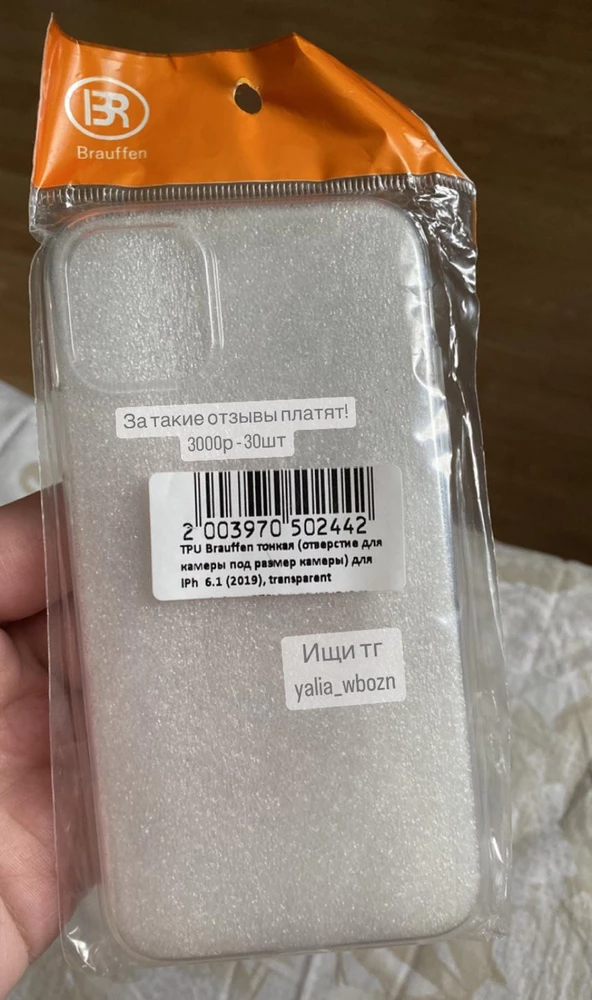 BR
Brauffen
За такие отзывы платят!
3000р - 30шт
2 003970 502442
TPU Brauffen тонкая (отверстие для
камеры под размер камеры) для
IPh 6.1 (2019), transparent
Ищи тг
yalia_wbozn